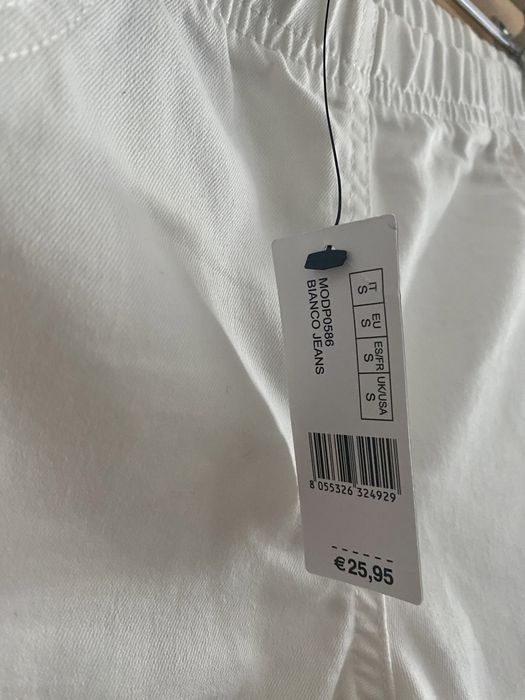 MODP0586
BIANCO JEANS
IT EU ES/FR UK/USA
S S S S
8 055326 324929
€25,95